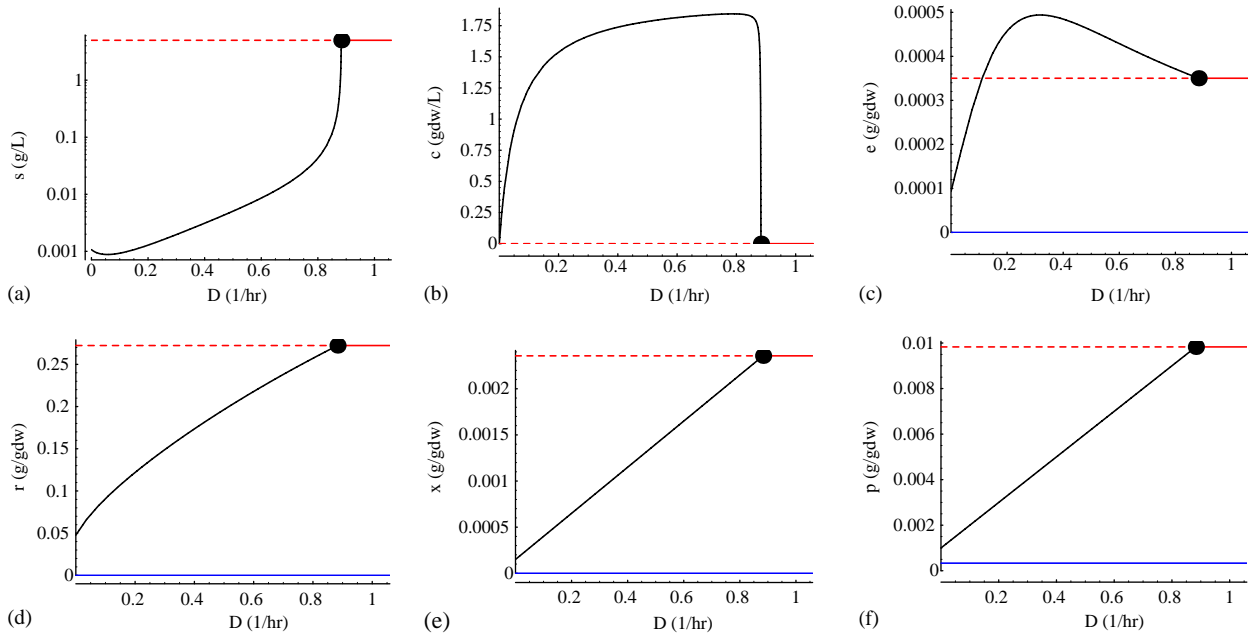 1
0.1
0.01
0.001
s (g/L)
0 0.2 0.4 0.6 0.8 1
D (1/hr)
(a)
1.75
1.5
1.25
1
0.75
0.5
0.25
0
c (gdw/L)
0.2 0.4 0.6 0.8 1
D (1/hr)
(b)
0.0005
0.0004
0.0003
0.0002
0.0001
0
e (g/gdw)
0.2 0.4 0.6 0.8 1
D (1/hr)
(c)
0.25
0.2
0.15
0.1
0.05
0
r (g/gdw)
0.2 0.4 0.6 0.8 1
D (1/hr)
(d)
0.002
0.0015
0.001
0.0005
0
x (g/gdw)
0.2 0.4 0.6 0.8 1
D (1/hr)
(e)
0.01
0.008
0.006
0.004
0.002
0
p (g/gdw)
0.2 0.4 0.6 0.8 1
D (1/hr)
(f)